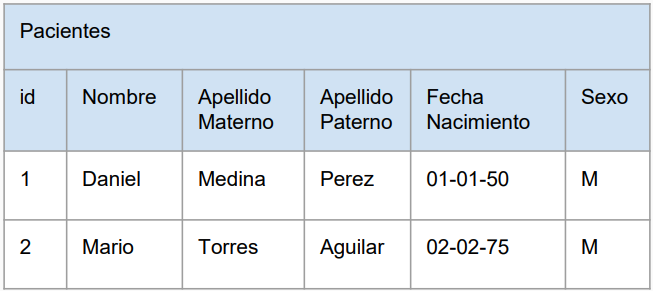 Pacientes
id Nombre Apellido Materno Apellido Paterno Fecha Nacimiento Sexo
1 Daniel Medina Perez 01-01-50 M
2 Mario Torres Aguilar 02-02-75 M